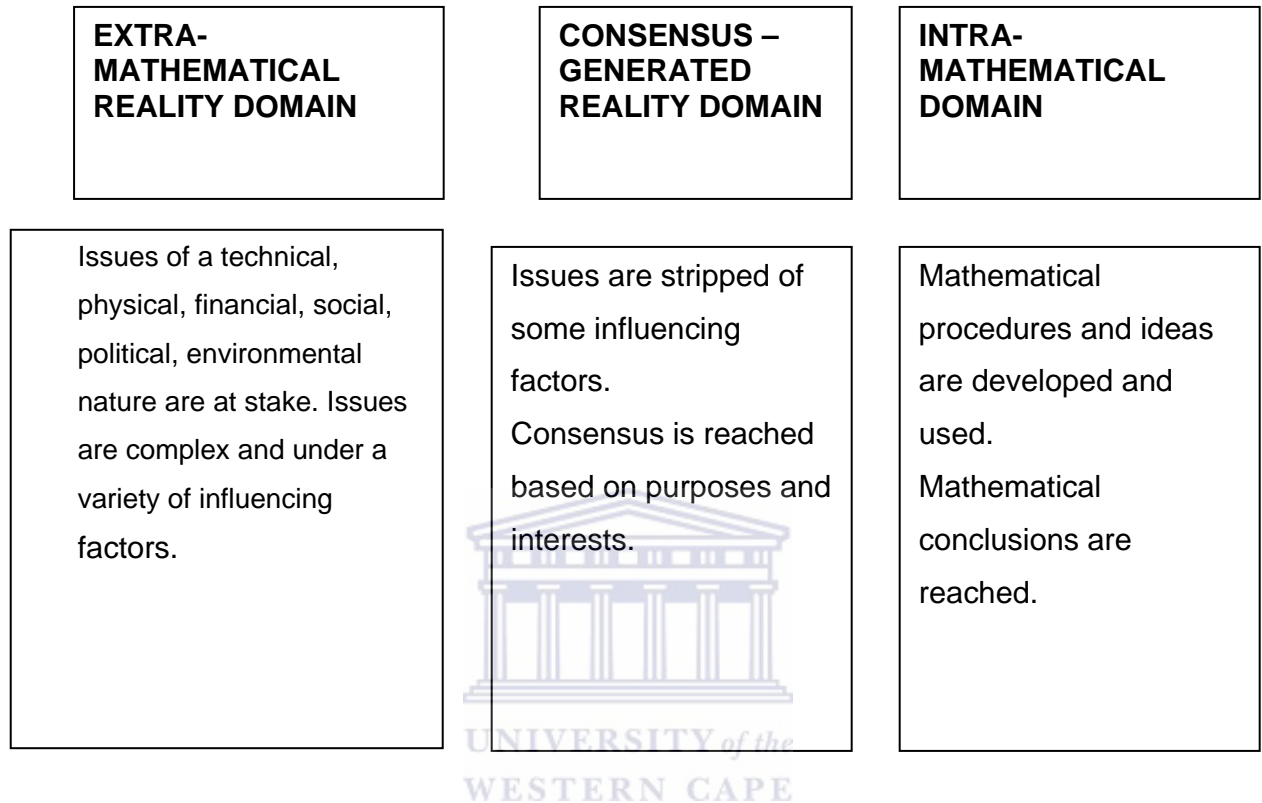 EXTRA-
MATHEMATICAL
REALITY DOMAIN
CONSENSUS –
GENERATED
REALITY DOMAIN
INTRA-
MATHEMATICAL
DOMAIN
Issues of a technical,
physical, financial, social,
political, environmental
nature are at stake. Issues
are complex and under a
variety of influencing
factors.
Issues are stripped of
some influencing
factors.
Consensus is reached
based on purposes and
interests.
Mathematical
procedures and ideas
are developed and
used.
Mathematical
conclusions are
reached.
UNIVERSITY of the
WESTERN CAPE